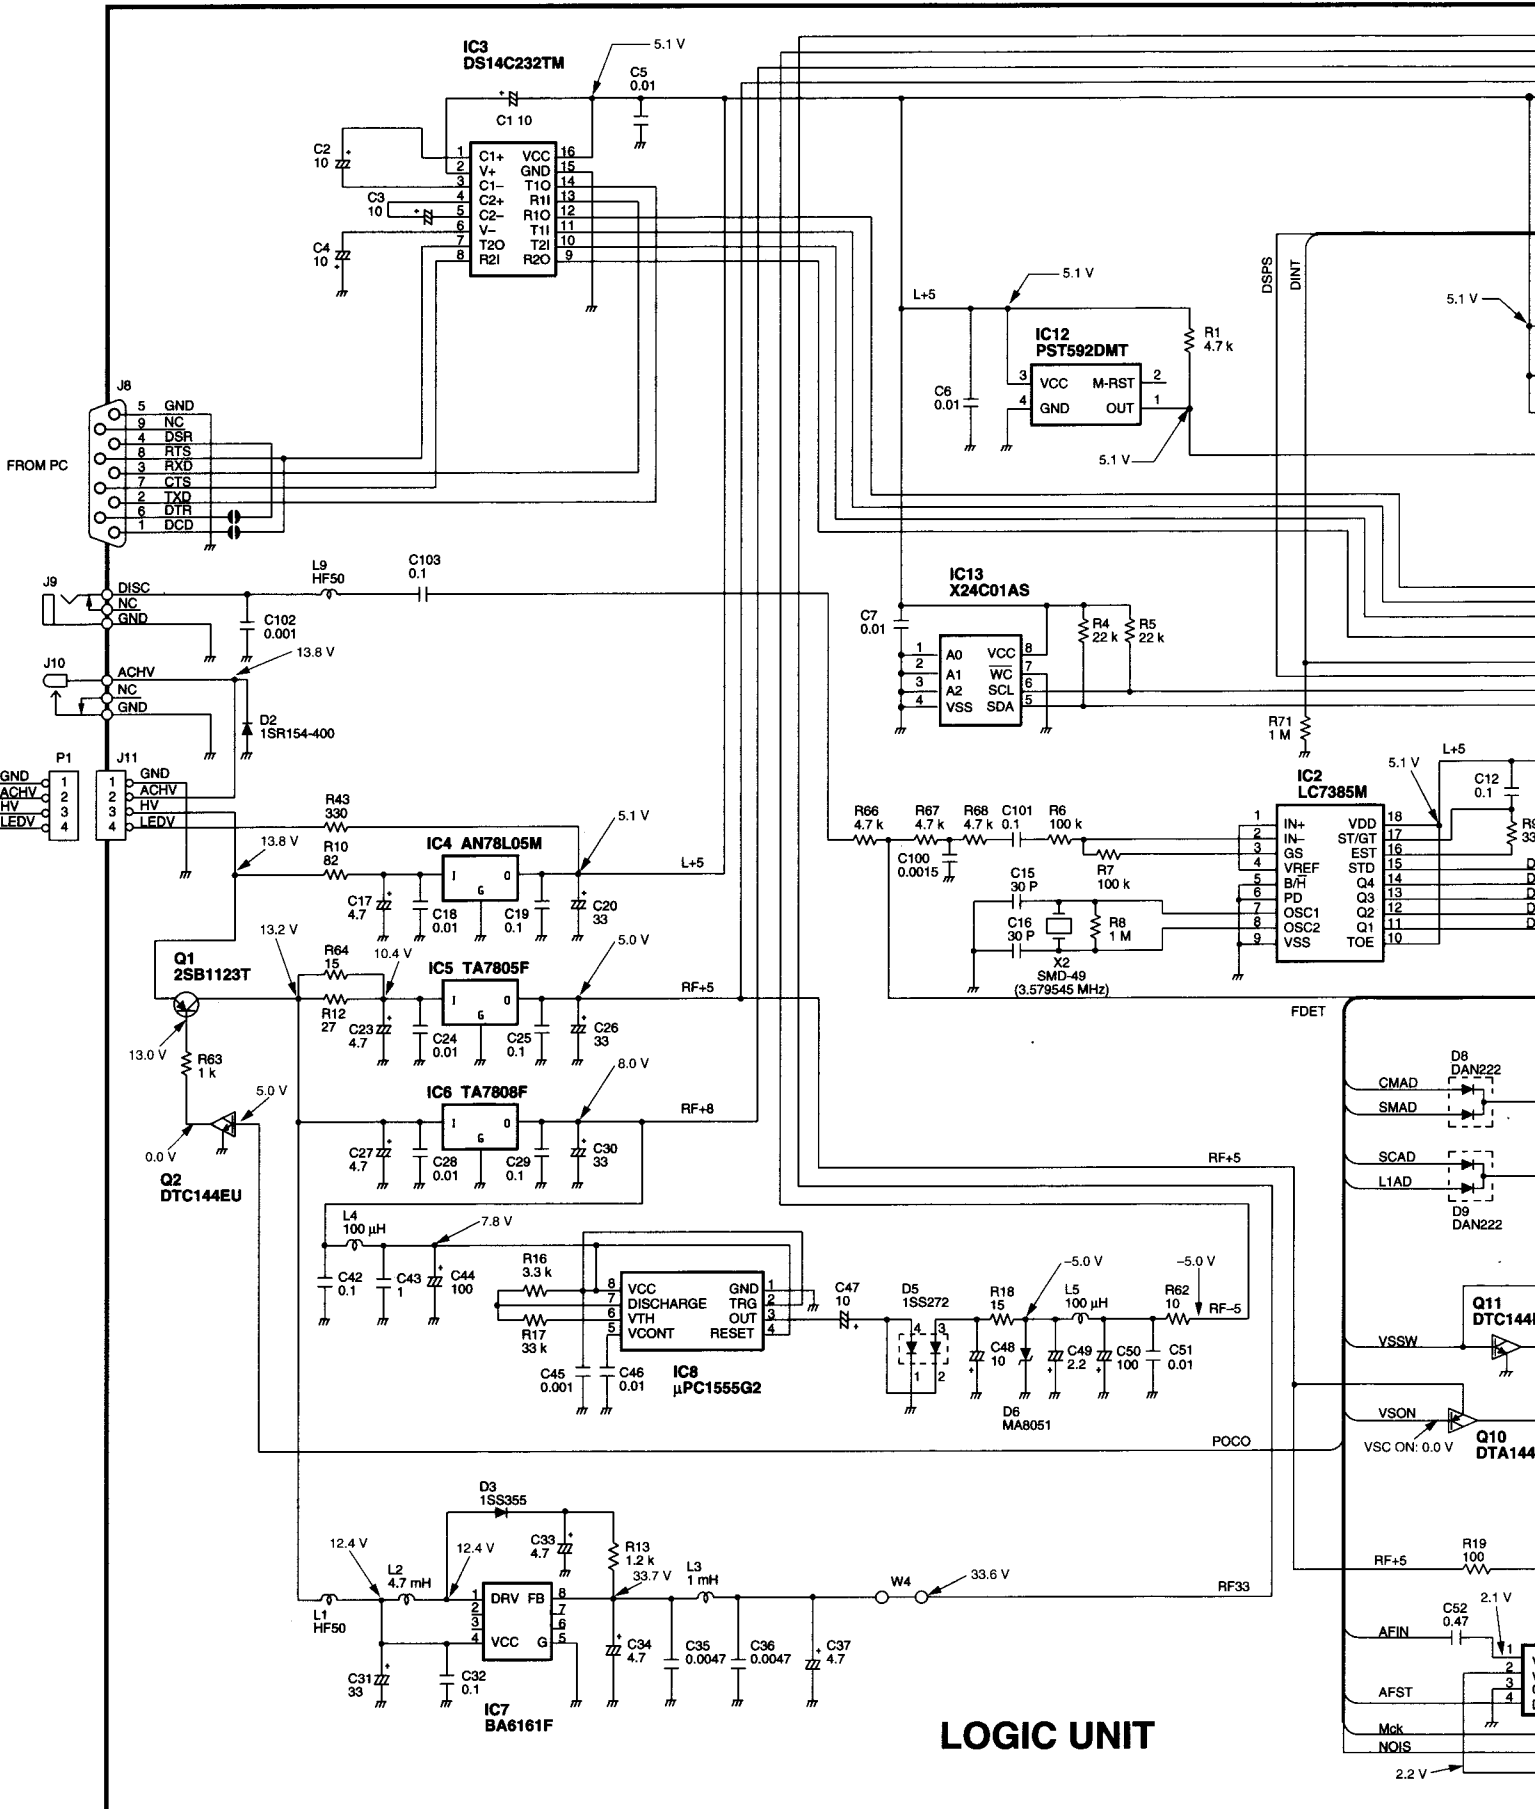 IC3
DS14C232TM
5.1 V
C5
0.01
C1 10
C2
10
C3
10
C4
10
1 C1+ VCC 16
2 V+ GND 15
3 C1– T1O 14
4 C2+ R1I 13
5 C2– R1O 12
6 V– T1I 11
7 T2O T2I 10
8 R2I R2O 9
L+5
5.1 V
IC12
PST592DMT
R1
4.7 k
C6
0.01
3 VCC M-RST 2
4 GND OUT 1
5.1 V
DSPS
DINT
5.1 V
J8
FROM PC
5 GND
9 NC
4 DSR
8 RTS
3 RXD
7 CTS
2 TXD
6 DTR
1 DCD
J9
DISC
NC
GND
L9
HF50
C103
0.1
C102
0.001
13.8 V
J10
ACHV
NC
GND
D2
1SR154-400
IC13
X24C01AS
C7
0.01
R4
22 k
R5
22 k
1 A0 VCC 8
2 A1 WC 7
3 A2 SCL 6
4 VSS SDA 5
R71
1 M
P1
J11
GND 1
ACHV 2
HV 3
LEDV 4
1 GND
2 ACHV
3 HV
4 LEDV
R43
330
13.8 V
R10
82
IC4 AN78L05M
I O
G
5.1 V
L+5
C17
4.7
C18
0.01
C19
0.1
C20
33
R66
4.7 k
R67
4.7 k
R68
4.7 k
C101
0.1
R6
100 k
C100
0.0015
R7
100 k
C15
30 P
C16
30 P
R8
1 M
X2
SMD-49
(3.579545 MHz)
IC2
LC7385M
5.1 V
L+5
C12
0.1
1 IN+ VDD 18
2 IN– ST/GT 17
3 GS EST 16
4 VREF STD 15
5 B/H Q4 14
6 PD Q3 13
7 OSC1 Q2 12
8 OSC2 Q1 11
9 VSS TOE 10
FDET
13.2 V
Q1
2SB1123T
R64
15
10.4 V
R12
27
IC5 TA7805F
I O
G
5.0 V
RF+5
C23
4.7
C24
0.01
C25
0.1
C26
33
13.0 V
R63
1 k
5.0 V
0.0 V
Q2
DTC144EU
IC6 TA7808F
I O
G
8.0 V
RF+8
C27
4.7
C28
0.01
C29
0.1
C30
33
D8
DAN222
CMAD
SMAD
SCAD
L1AD
D9
DAN222
RF+5
L4
100 µH
7.8 V
C42
0.1
C43
1
C44
100
R16
3.3 k
R17
33 k
8 VCC GND 1
7 DISCHARGE TRG 2
6 VTH OUT 3
5 VCONT RESET 4
C45
0.001
C46
0.01
IC8
µPC1555G2
C47
10
D5
1SS272
4 3
1 2
R18
15
–5.0 V
L5
100 µH
–5.0 V
R62
10
RF–5
C48
10
C49
2.2
C50
100
C51
0.01
D6
MA8051
Q11
VSSW
VSON
VSC ON: 0.0 V
Q10
POCO
D3
1SS355
12.4 V
L2
4.7 mH
12.4 V
C33
4.7
R13
1.2 k
33.7 V
L3
1 mH
W4
33.6 V
RF33
L1
HF50
1 DRV FB 8
2 7
3 6
4 VCC G 5
C31
33
C32
0.1
IC7
BA6161F
C34
4.7
C35
0.0047
C36
0.0047
C37
4.7
RF+5
R19
100
C52
0.47
2.1 V
AFIN
AFST
Mck
NOIS
2.2 V
1
2
3
4
LOGIC UNIT